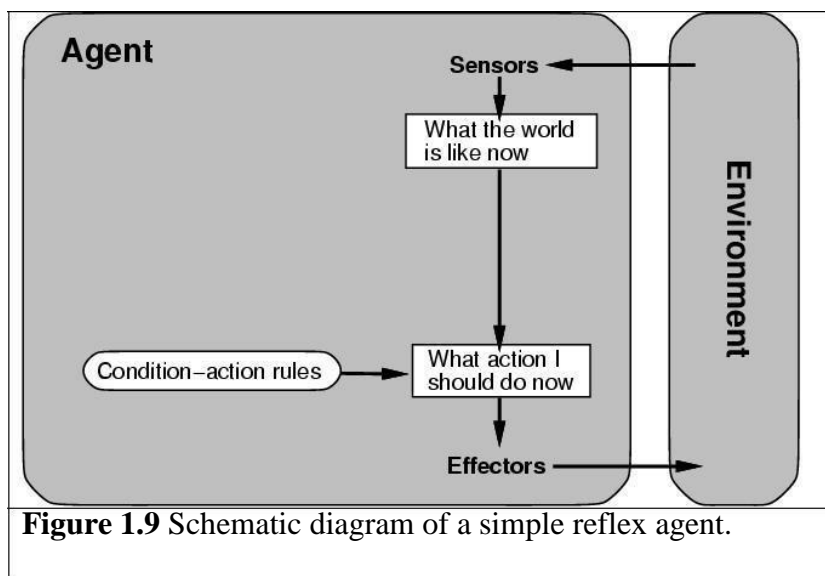 Agent
Sensors
What the world
is like now
Environment
Condition−action rules
What action I
should do now
Effectors
Figure 1.9 Schematic diagram of a simple reflex agent.